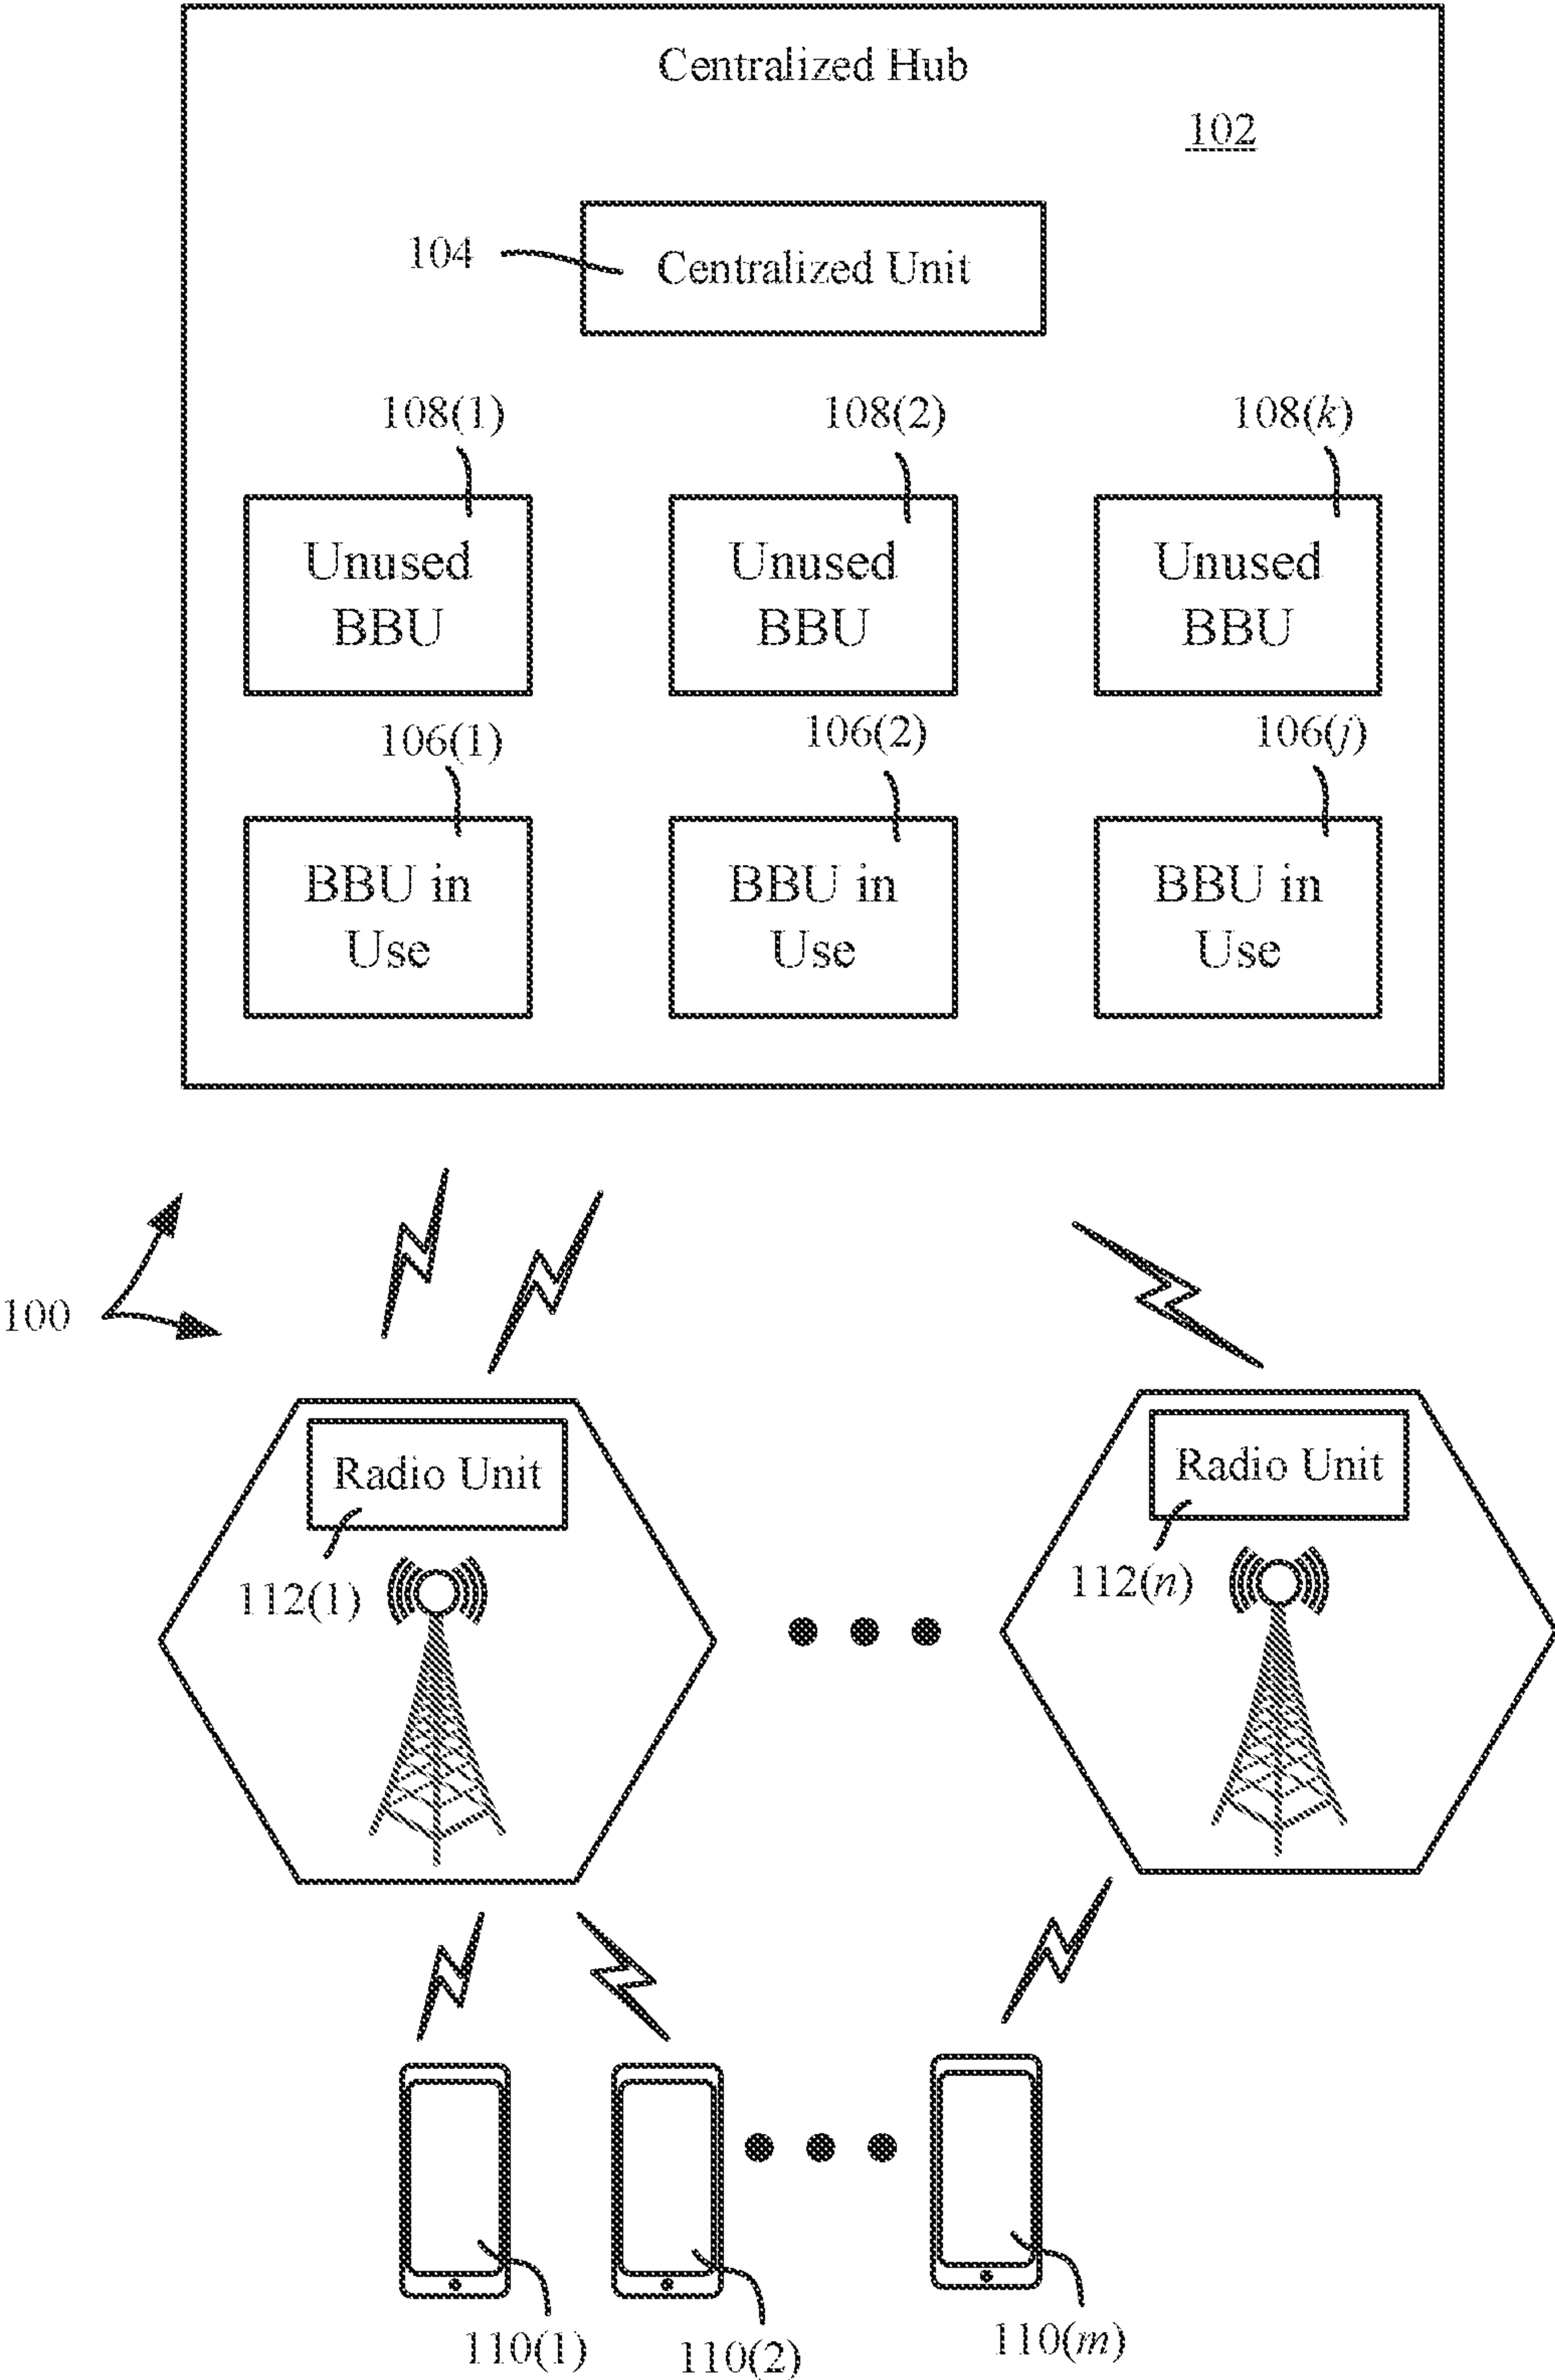 Centralized Hub
102
104
Centralized Unit
108(1)
108(2)
108(k)
Unused
BBU
Unused
BBU
Unused
BBU
106(1)
106(2)
106(j)
BBU in
Use
BBU in
Use
BBU in
Use
100
Radio Unit
Radio Unit
112(1)
112(n)
110(1)
110(2)
110(m)